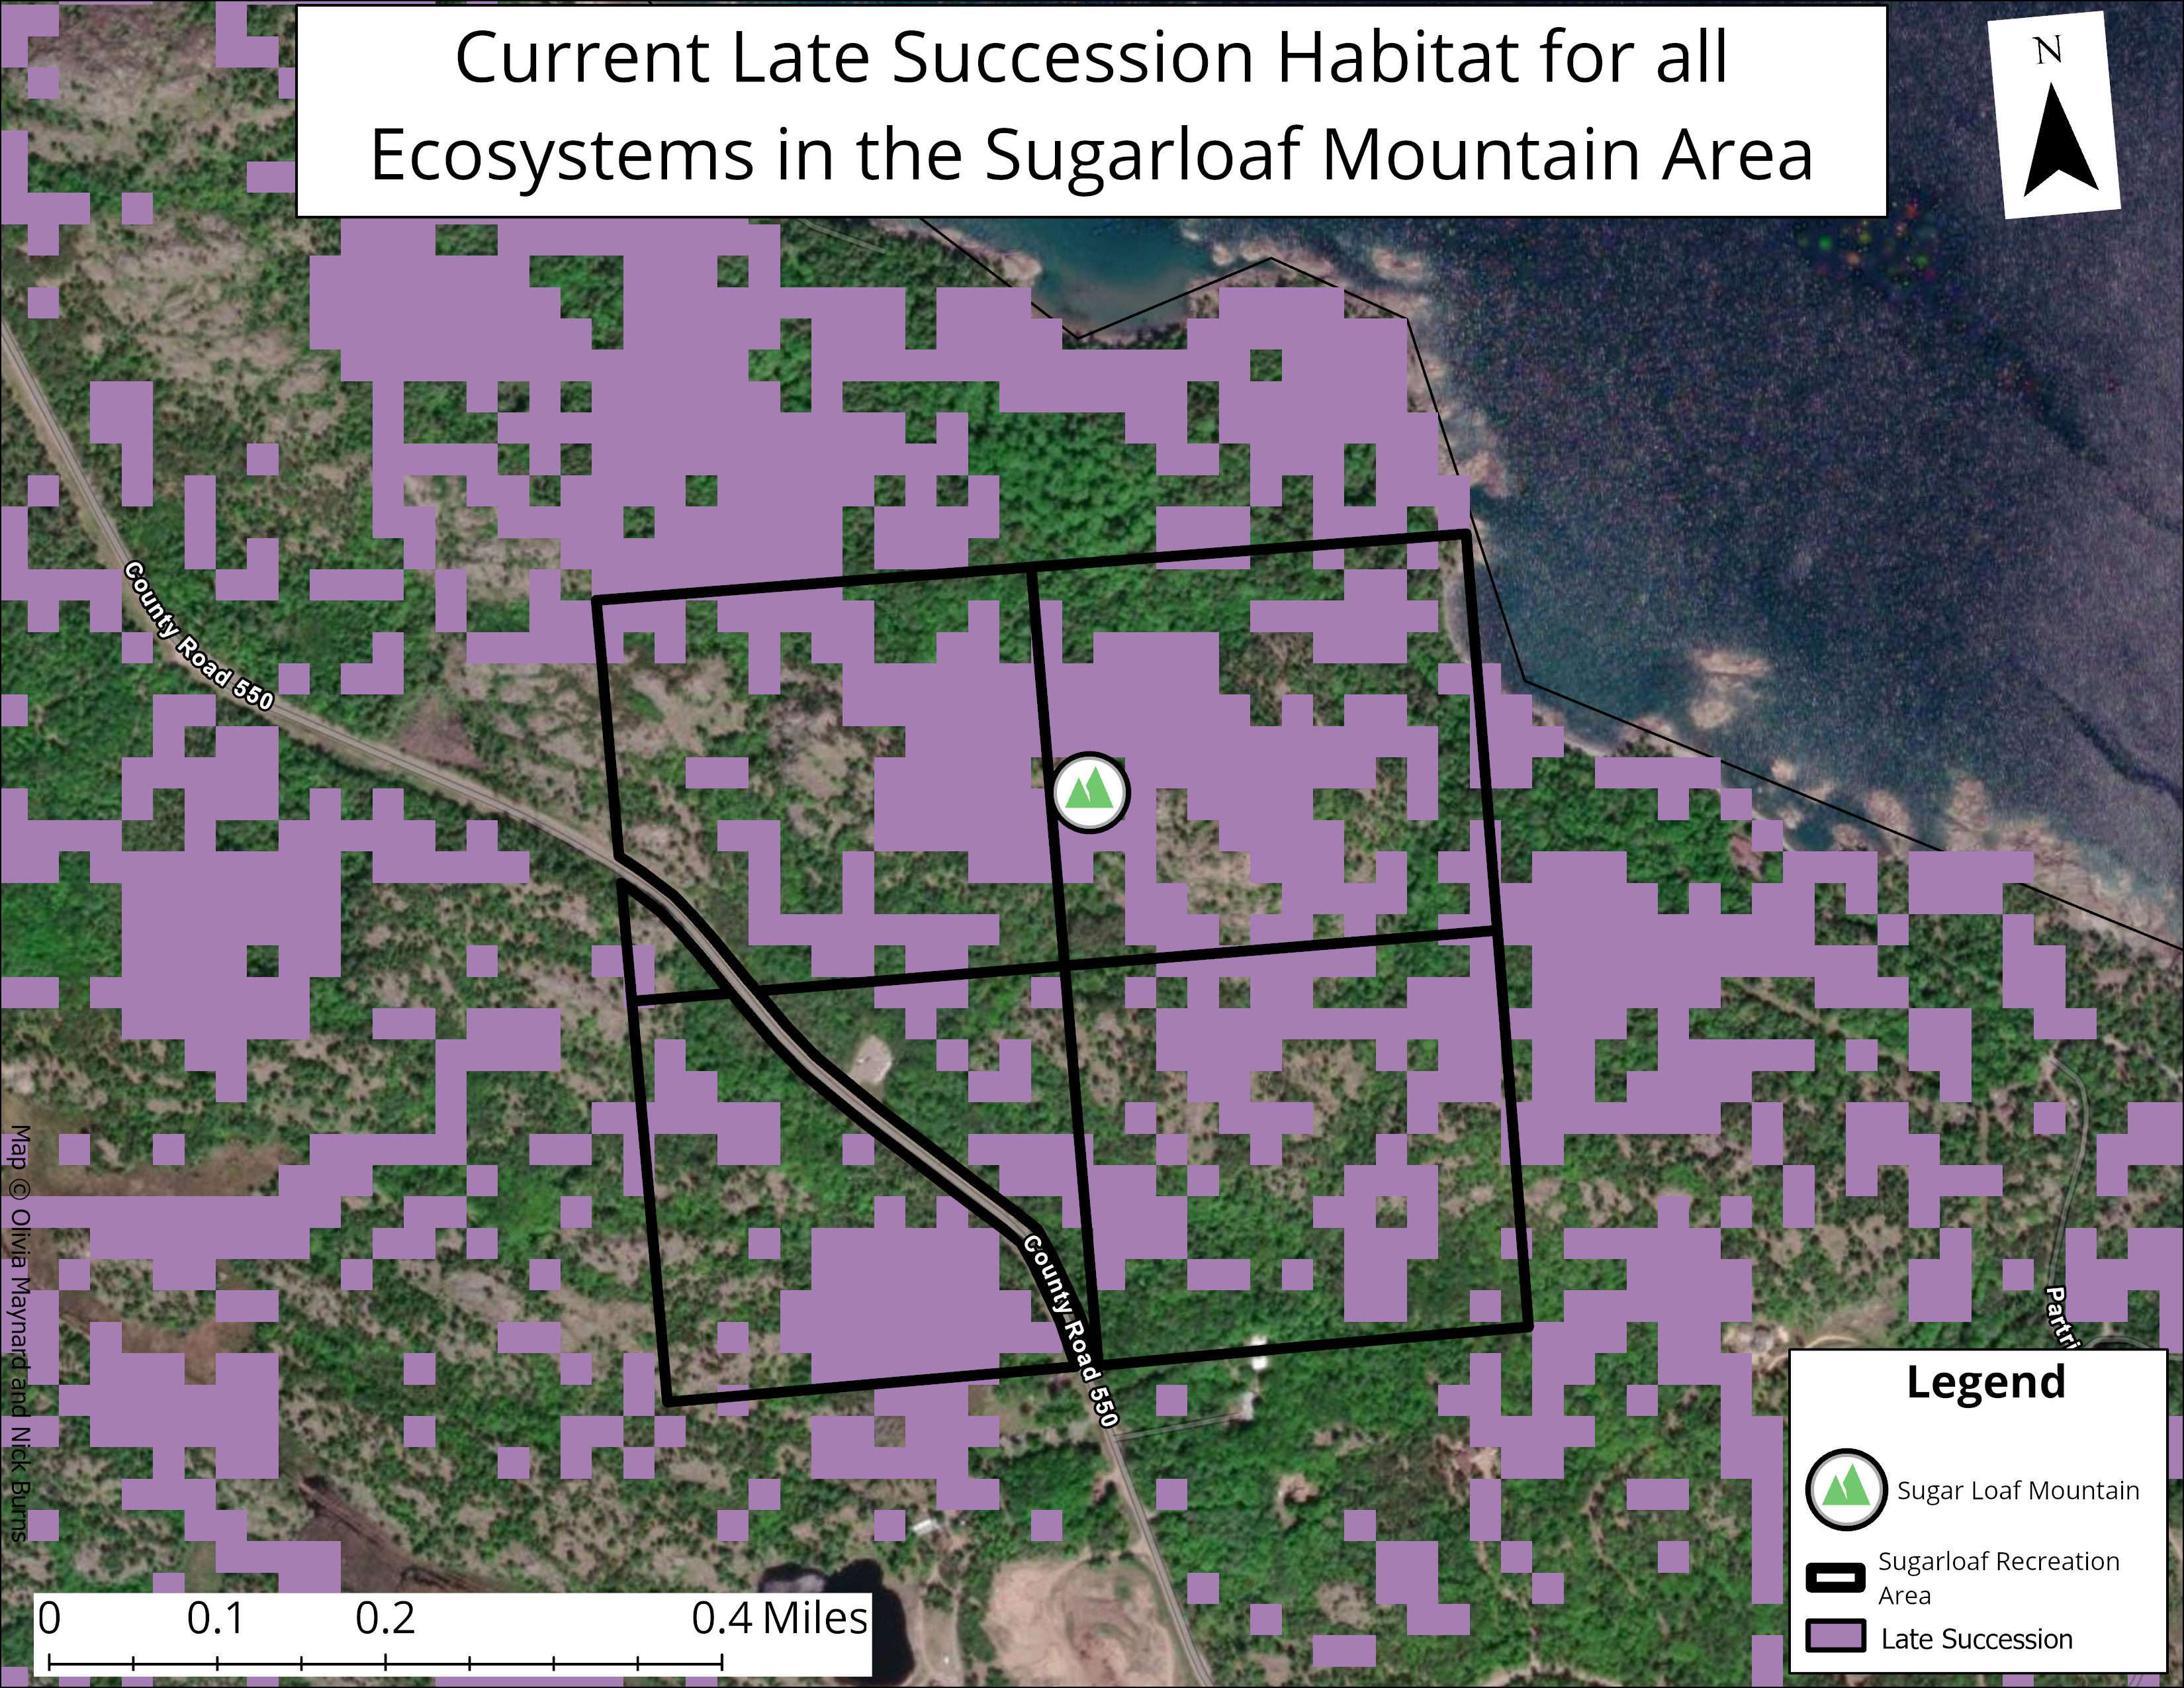 Current Late Succession Habitat for all
Ecosystems in the Sugarloaf Mountain Area
N
County Road 550
County Road 550
Partri
Map © Olivia Maynard and Nick Burns
Legend
Sugar Loaf Mountain
Sugarloaf Recreation
Area
Late Succession
0 0.1 0.2 0.4 Miles